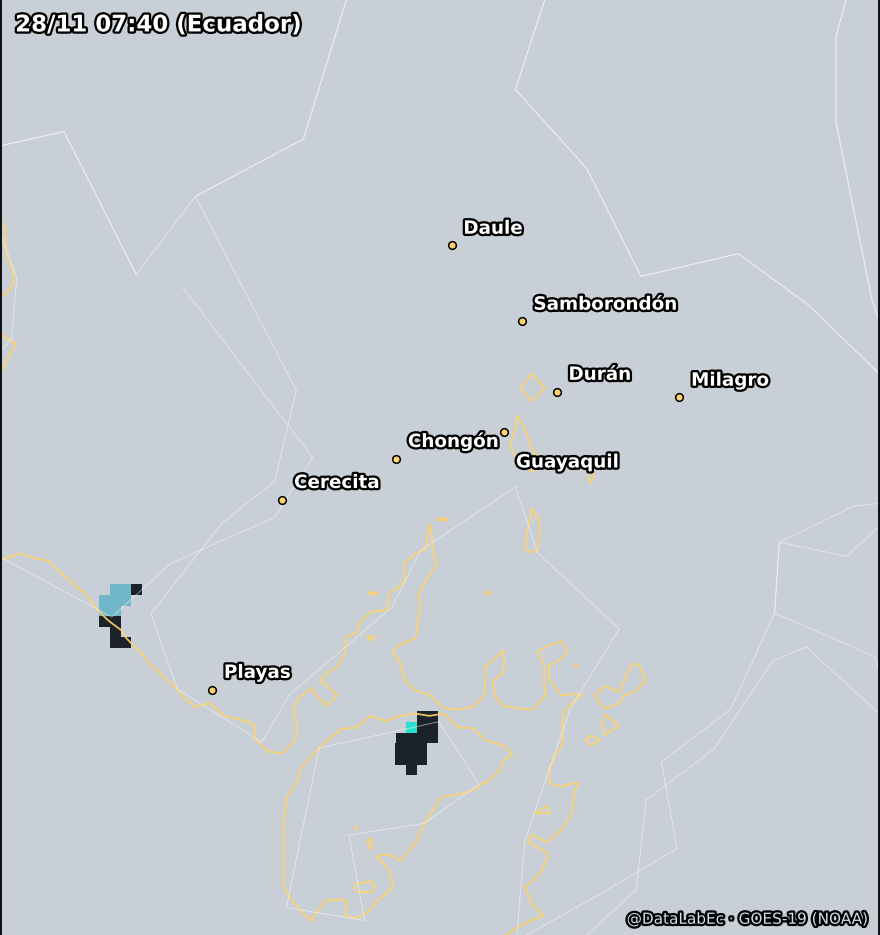 28/11 07:40 (Ecuador)
Daule
Samborondón
Durán
Milagro
Chongón
Guayaquil
Cerecita
Playas
@DataLabEc · GOES-19 (NOAA)